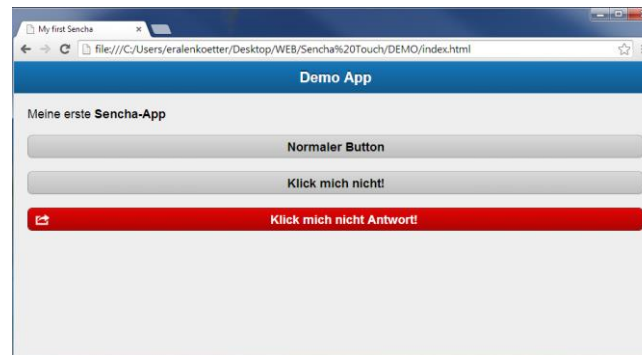 My first Sencha
file:///C:/Users/eralenkoetter/Desktop/WEB/Sencha%20Touch/DEMO/index.html
Demo App
Meine erste Sencha-App
Normaler Button
Klick mich nicht!
Klick mich nicht Antwort!